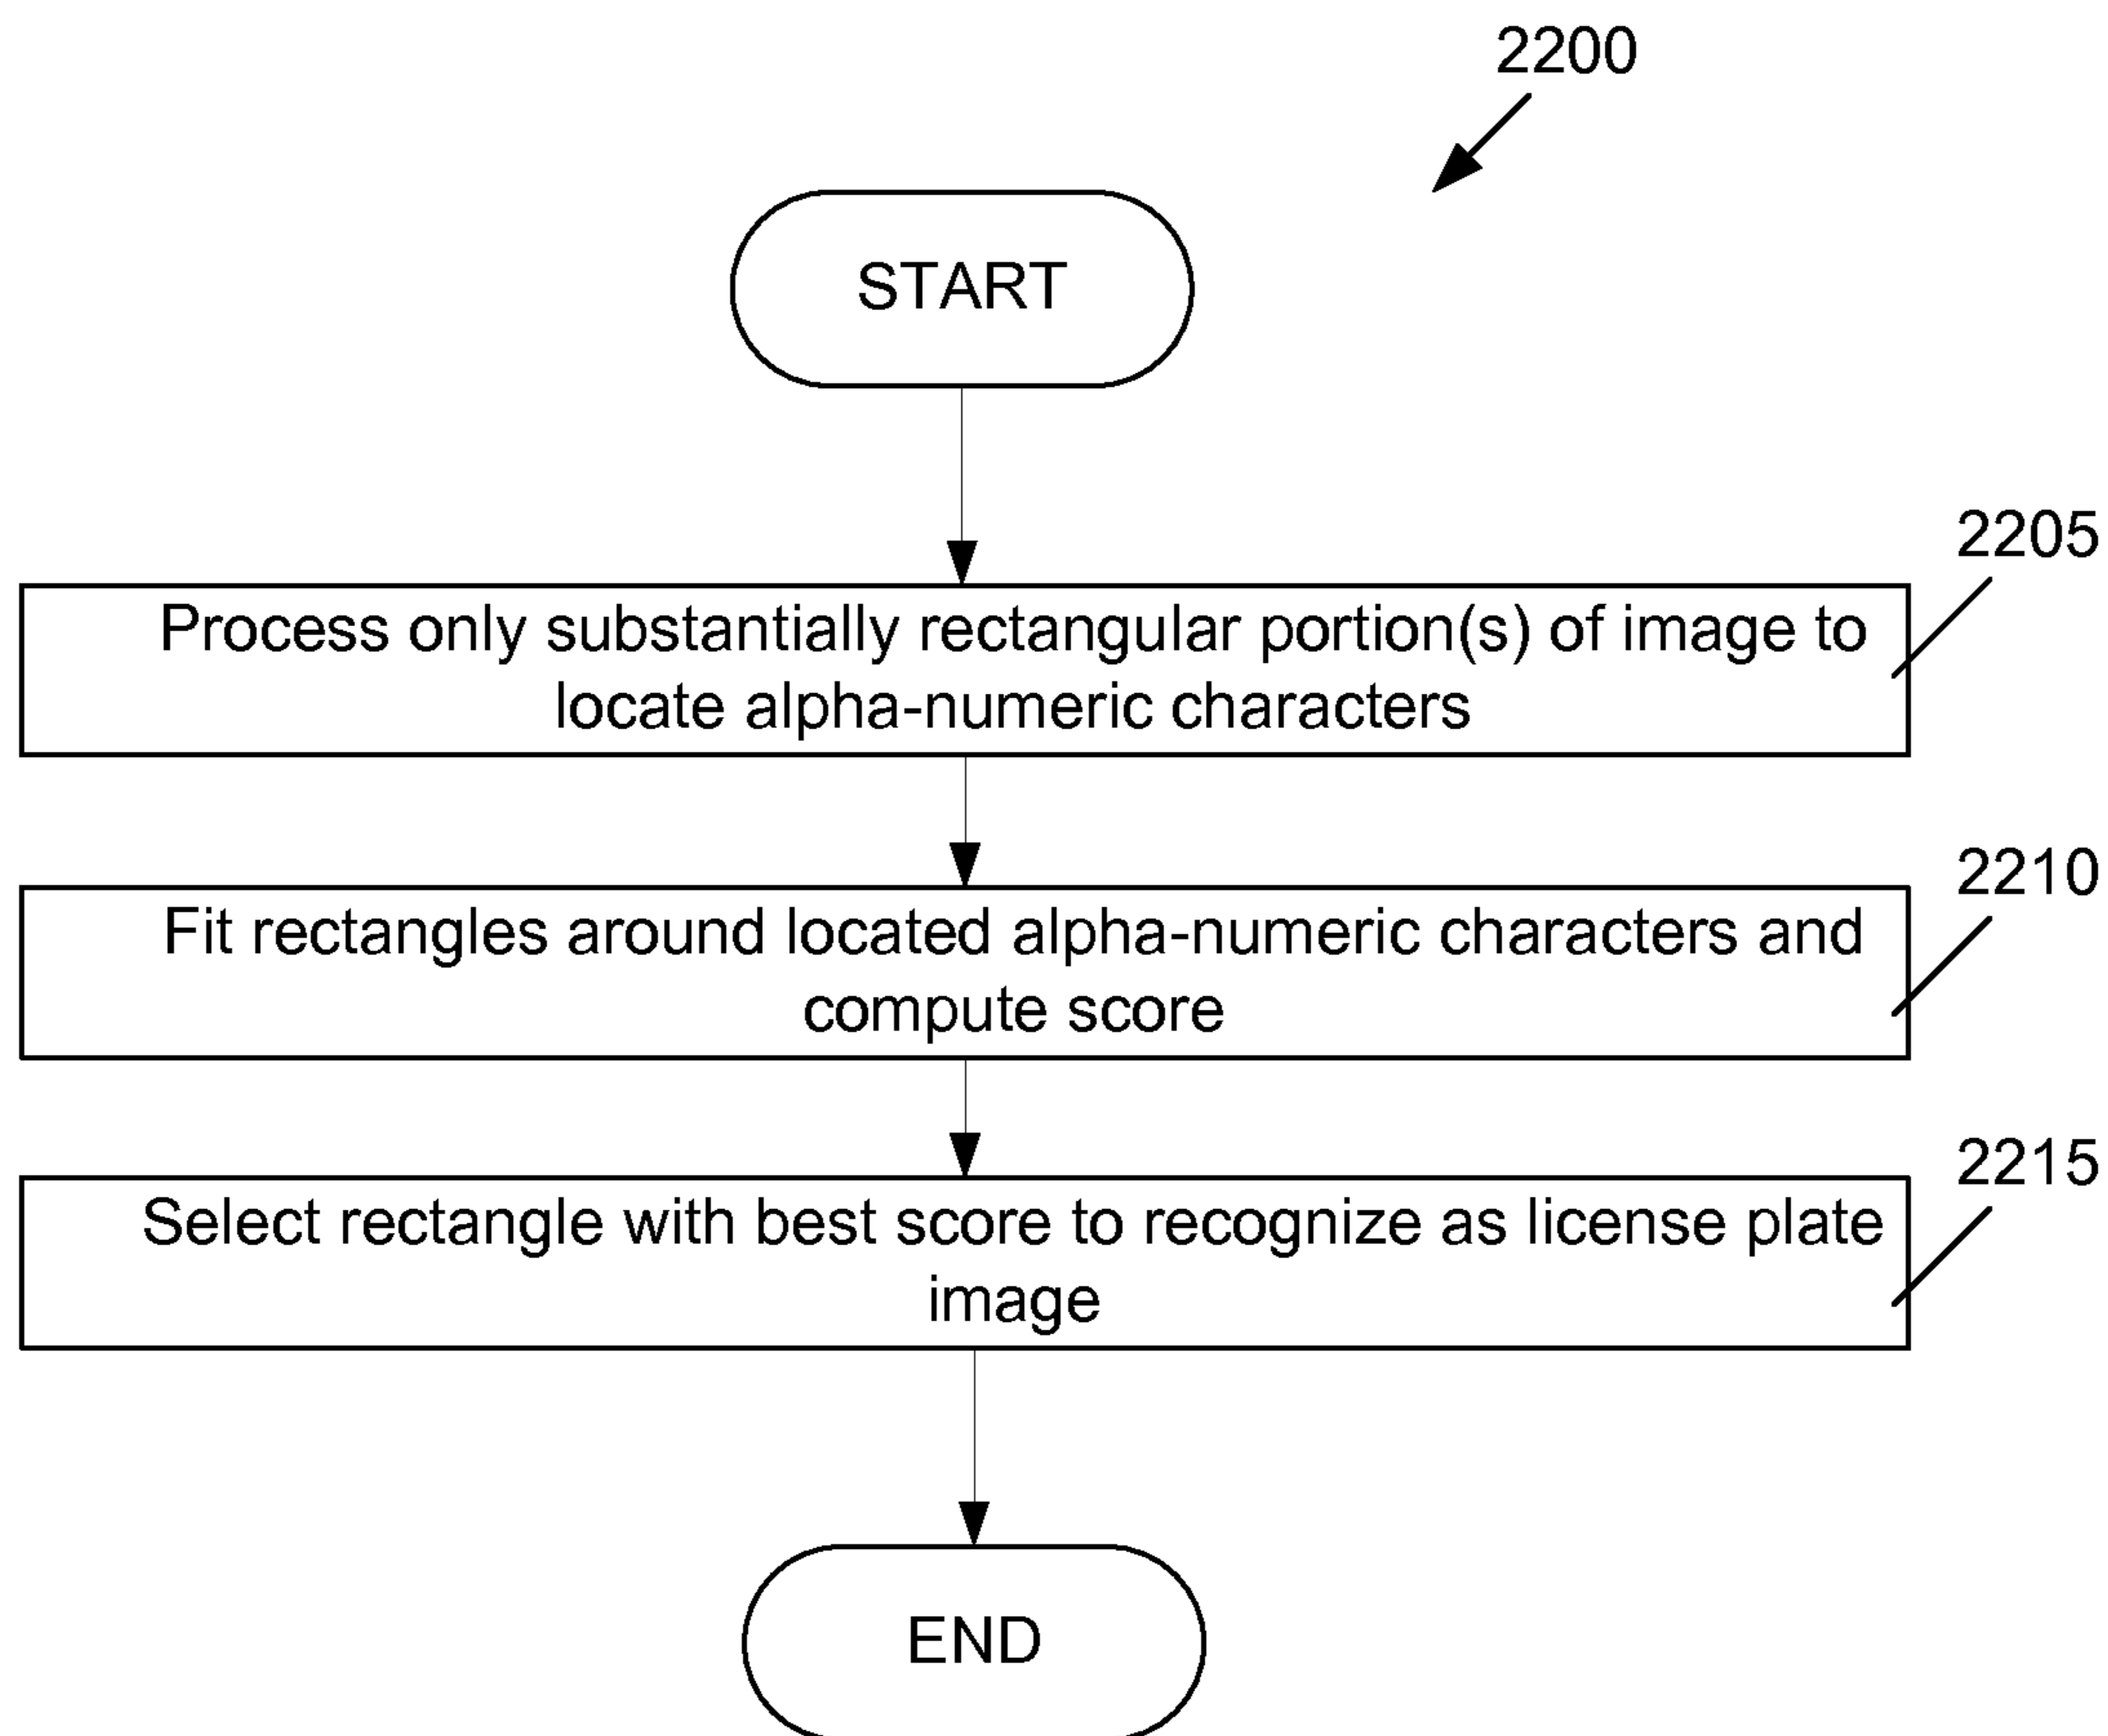 2200
START
2205
Process only substantially rectangular portion(s) of image to
locate alpha-numeric characters
2210
Fit rectangles around located alpha-numeric characters and
compute score
2215
Select rectangle with best score to recognize as license plate
image
END